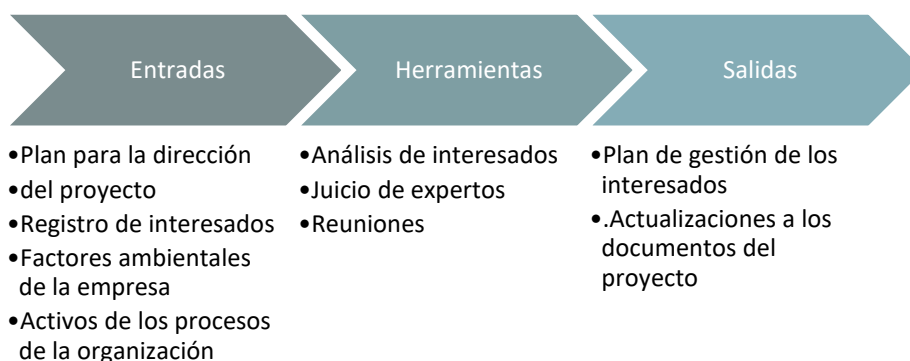 Entradas
•Plan para la dirección
•del proyecto
•Registro de interesados
•Factores ambientales
de la empresa
•Activos de los procesos
de la organización
Herramientas
•Análisis de interesados
•Juicio de expertos
•Reuniones
Salidas
•Plan de gestión de los
interesados
•.Actualizaciones a los
documentos del
proyecto